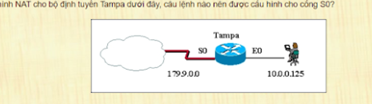 hình NAT cho bộ định tuyến Tampa dưới đây, câu lệnh nào nên được cấu hình cho cổng S0?
Tampa
S0
E0
179.9.0.0
10.0.0.125